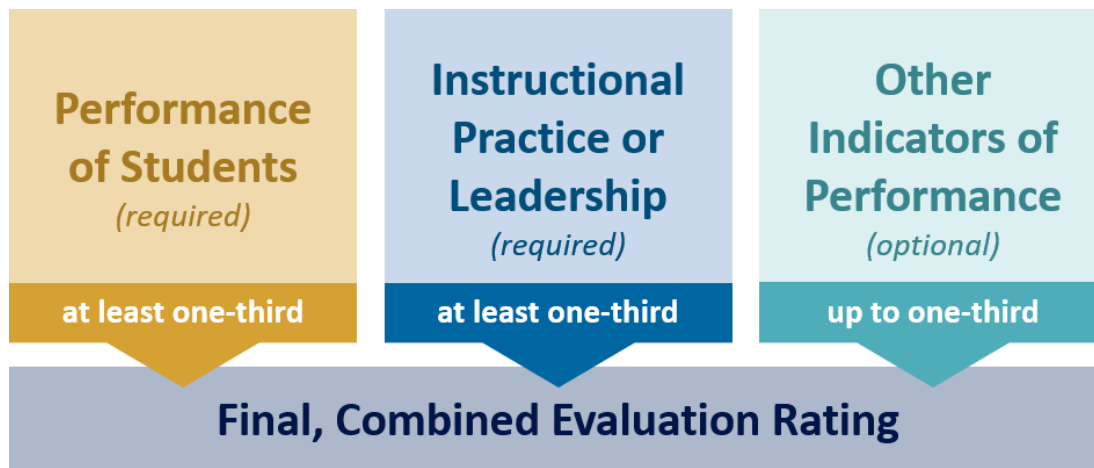 Performance
of Students
(required)
at least one-third
Instructional
Practice or
Leadership
(required)
at least one-third
Other
Indicators of
Performance
(optional)
up to one-third
Final, Combined Evaluation Rating